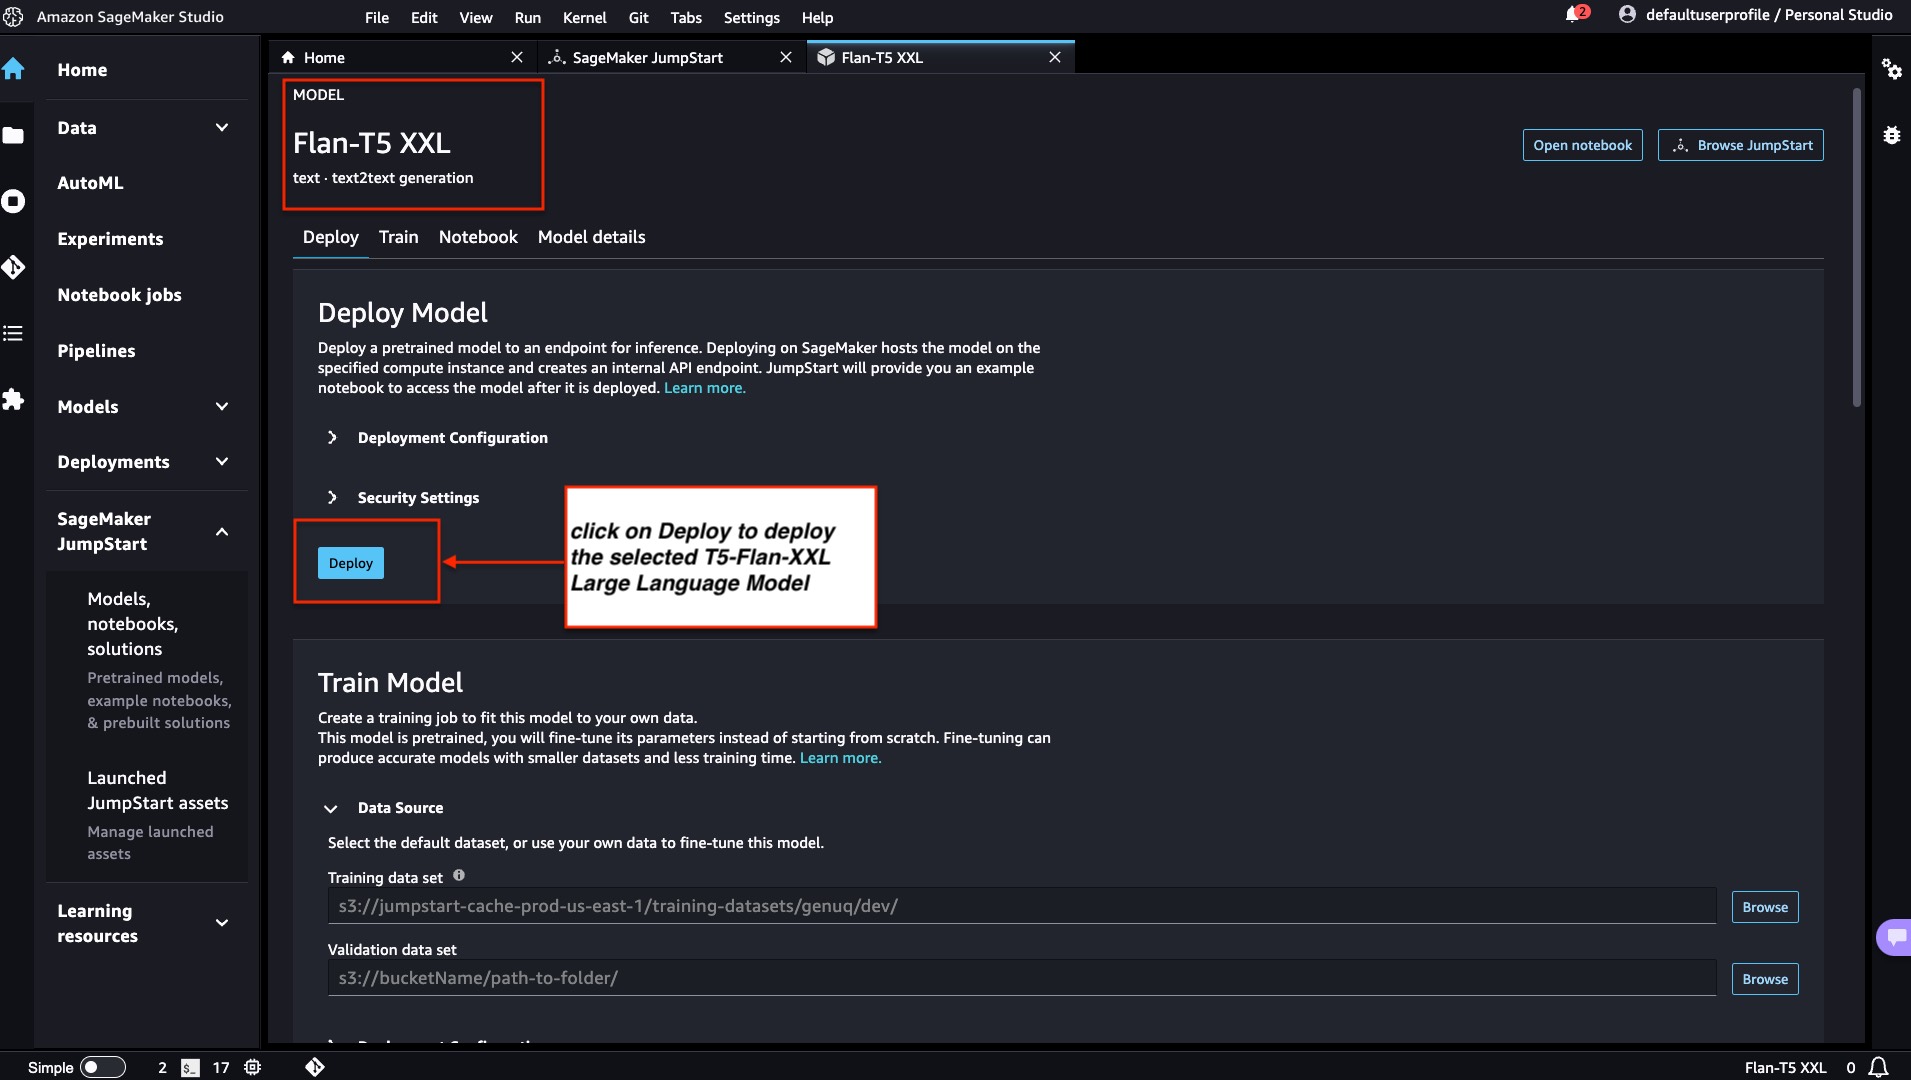 Amazon SageMaker Studio
File Edit View Run Kernel Git Tabs Settings Help
2
defaultuserprofile / Personal Studio
Home
Data
AutoML
Experiments
Notebook jobs
Pipelines
Models
Deployments
SageMaker
JumpStart
Models,
notebooks,
solutions
Pretrained models,
example notebooks,
& prebuilt solutions
Launched
JumpStart assets
Manage launched
assets
Learning
resources
Home
SageMaker JumpStart
Flan-T5 XXL
MODEL
Flan-T5 XXL
text · text2text generation
Open notebook
Browse JumpStart
Deploy Train Notebook Model details
Deploy Model
Deploy a pretrained model to an endpoint for inference. Deploying on SageMaker hosts the model on the
specified compute instance and creates an internal API endpoint. JumpStart will provide you an example
notebook to access the model after it is deployed. Learn more.
Deployment Configuration
Security Settings
Deploy
click on Deploy to deploy
the selected T5-Flan-XXL
Large Language Model
Train Model
Create a training job to fit this model to your own data.
This model is pretrained, you will fine-tune its parameters instead of starting from scratch. Fine-tuning can
produce accurate models with smaller datasets and less training time. Learn more.
Data Source
Select the default dataset, or use your own data to fine-tune this model.
Training data set
s3://jumpstart-cache-prod-us-east-1/training-datasets/genuq/dev/
Browse
Validation data set
s3://bucketName/path-to-folder/
Browse
Simple
2
$_
17
Flan-T5 XXL
0